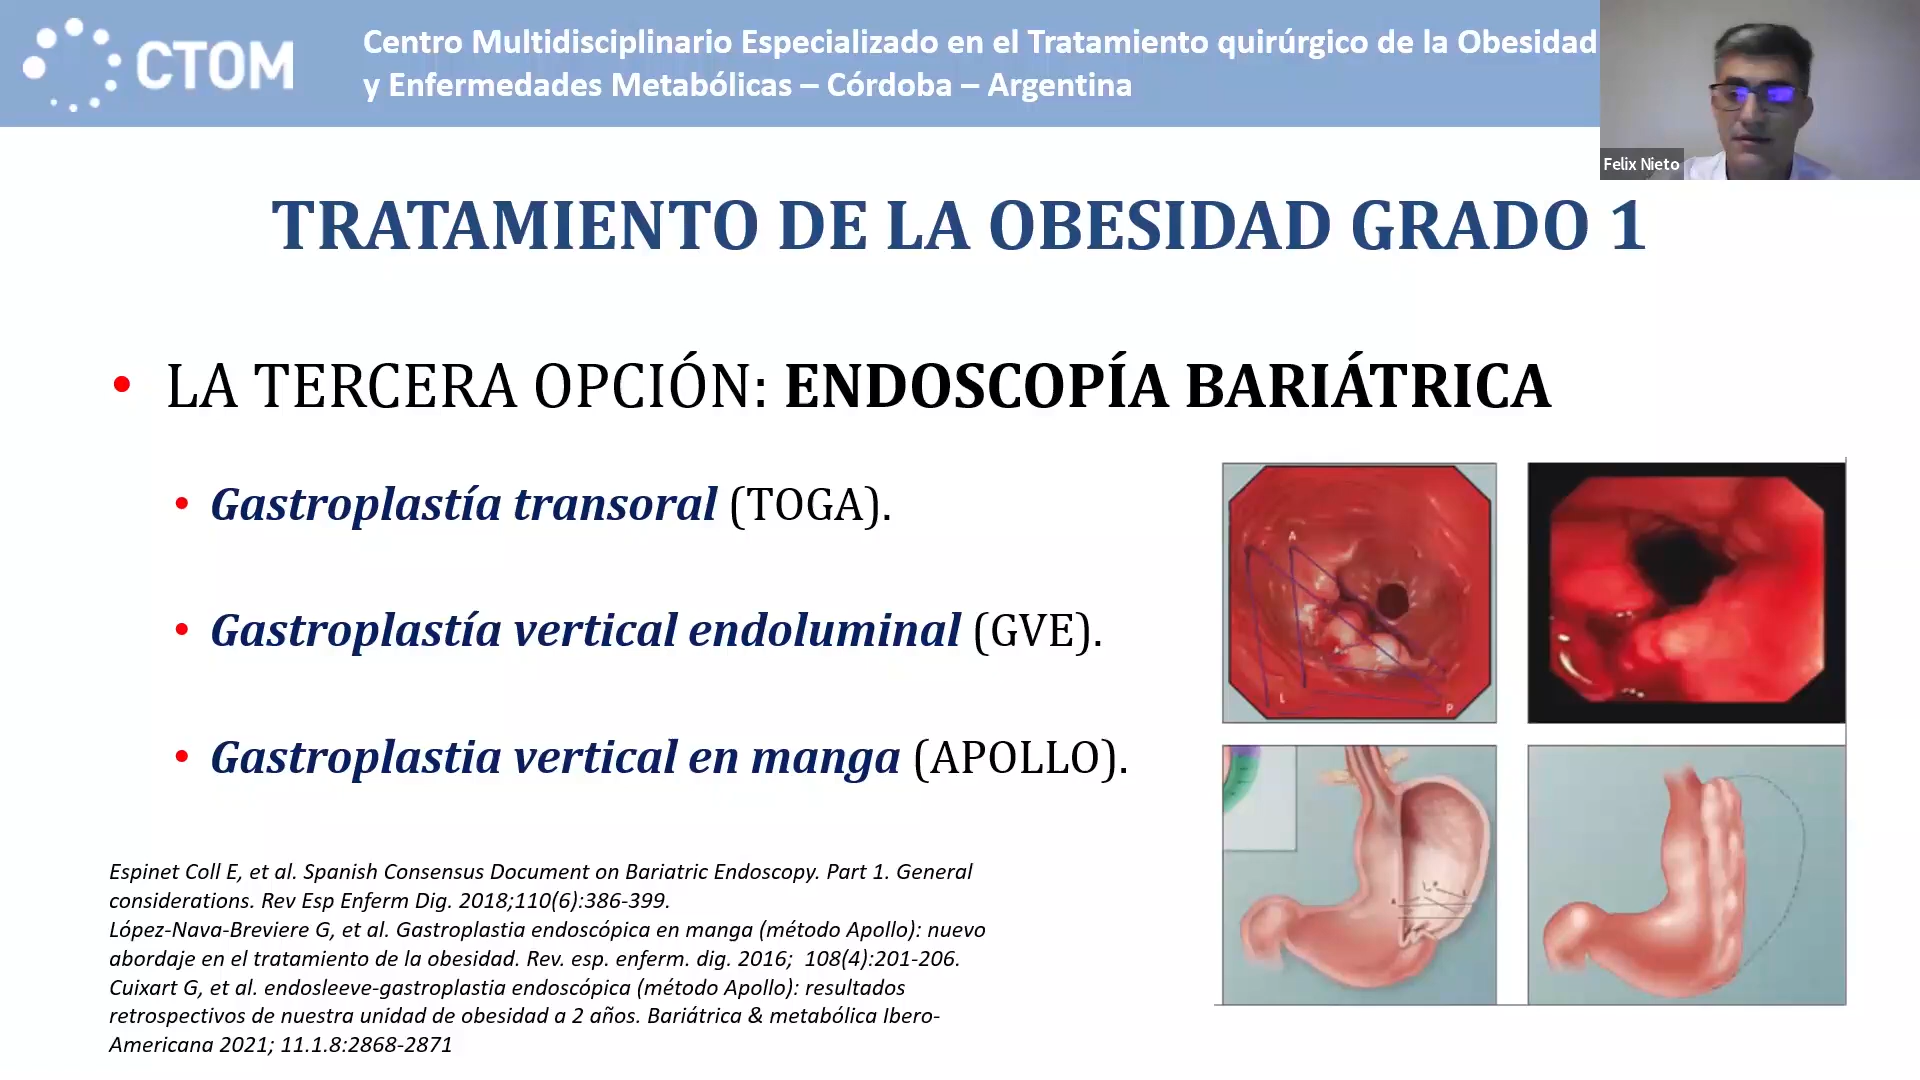 CTOM
Centro Multidisciplinario Especializado en el Tratamiento quirúrgico de la Obesidad
y Enfermedades Metabólicas – Córdoba – Argentina
Felix Nieto
TRATAMIENTO DE LA OBESIDAD GRADO 1
• LA TERCERA OPCIÓN: ENDOSCOPÍA BARIÁTRICA
• Gastroplastía transoral (TOGA).
• Gastroplastía vertical endoluminal (GVE).
• Gastroplastia vertical en manga (APOLLO).
A
L
P
Espinet Coll E, et al. Spanish Consensus Document on Bariatric Endoscopy. Part 1. General
considerations. Rev Esp Enferm Dig. 2018;110(6):386-399.
López-Nava-Breviere G, et al. Gastroplastia endoscópica en manga (método Apollo): nuevo
abordaje en el tratamiento de la obesidad. Rev. esp. enferm. dig. 2016;  108(4):201-206.
Cuixart G, et al. endosleeve-gastroplastia endoscópica (método Apollo): resultados
retrospectivos de nuestra unidad de obesidad a 2 años. Bariátrica & metabólica Ibero-
Americana 2021; 11.1.8:2868-2871